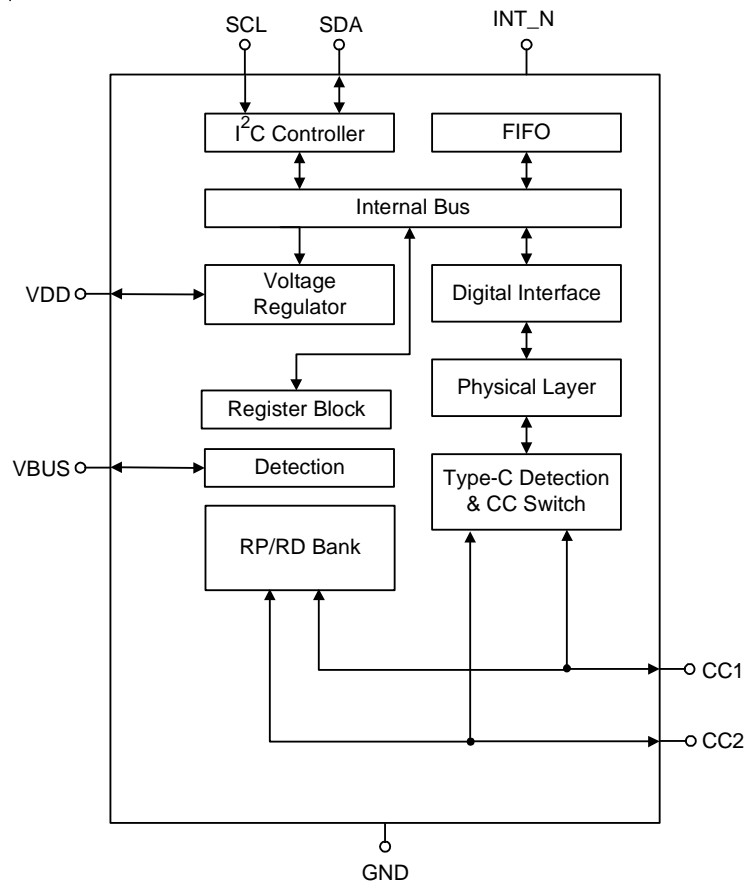 SCL SDA INT_N
I²C Controller
FIFO
Internal Bus
VDD
Voltage
Regulator
Digital Interface
Physical Layer
Register Block
VBUS
Detection
Type-C Detection
& CC Switch
RP/RD Bank
CC1
CC2
GND